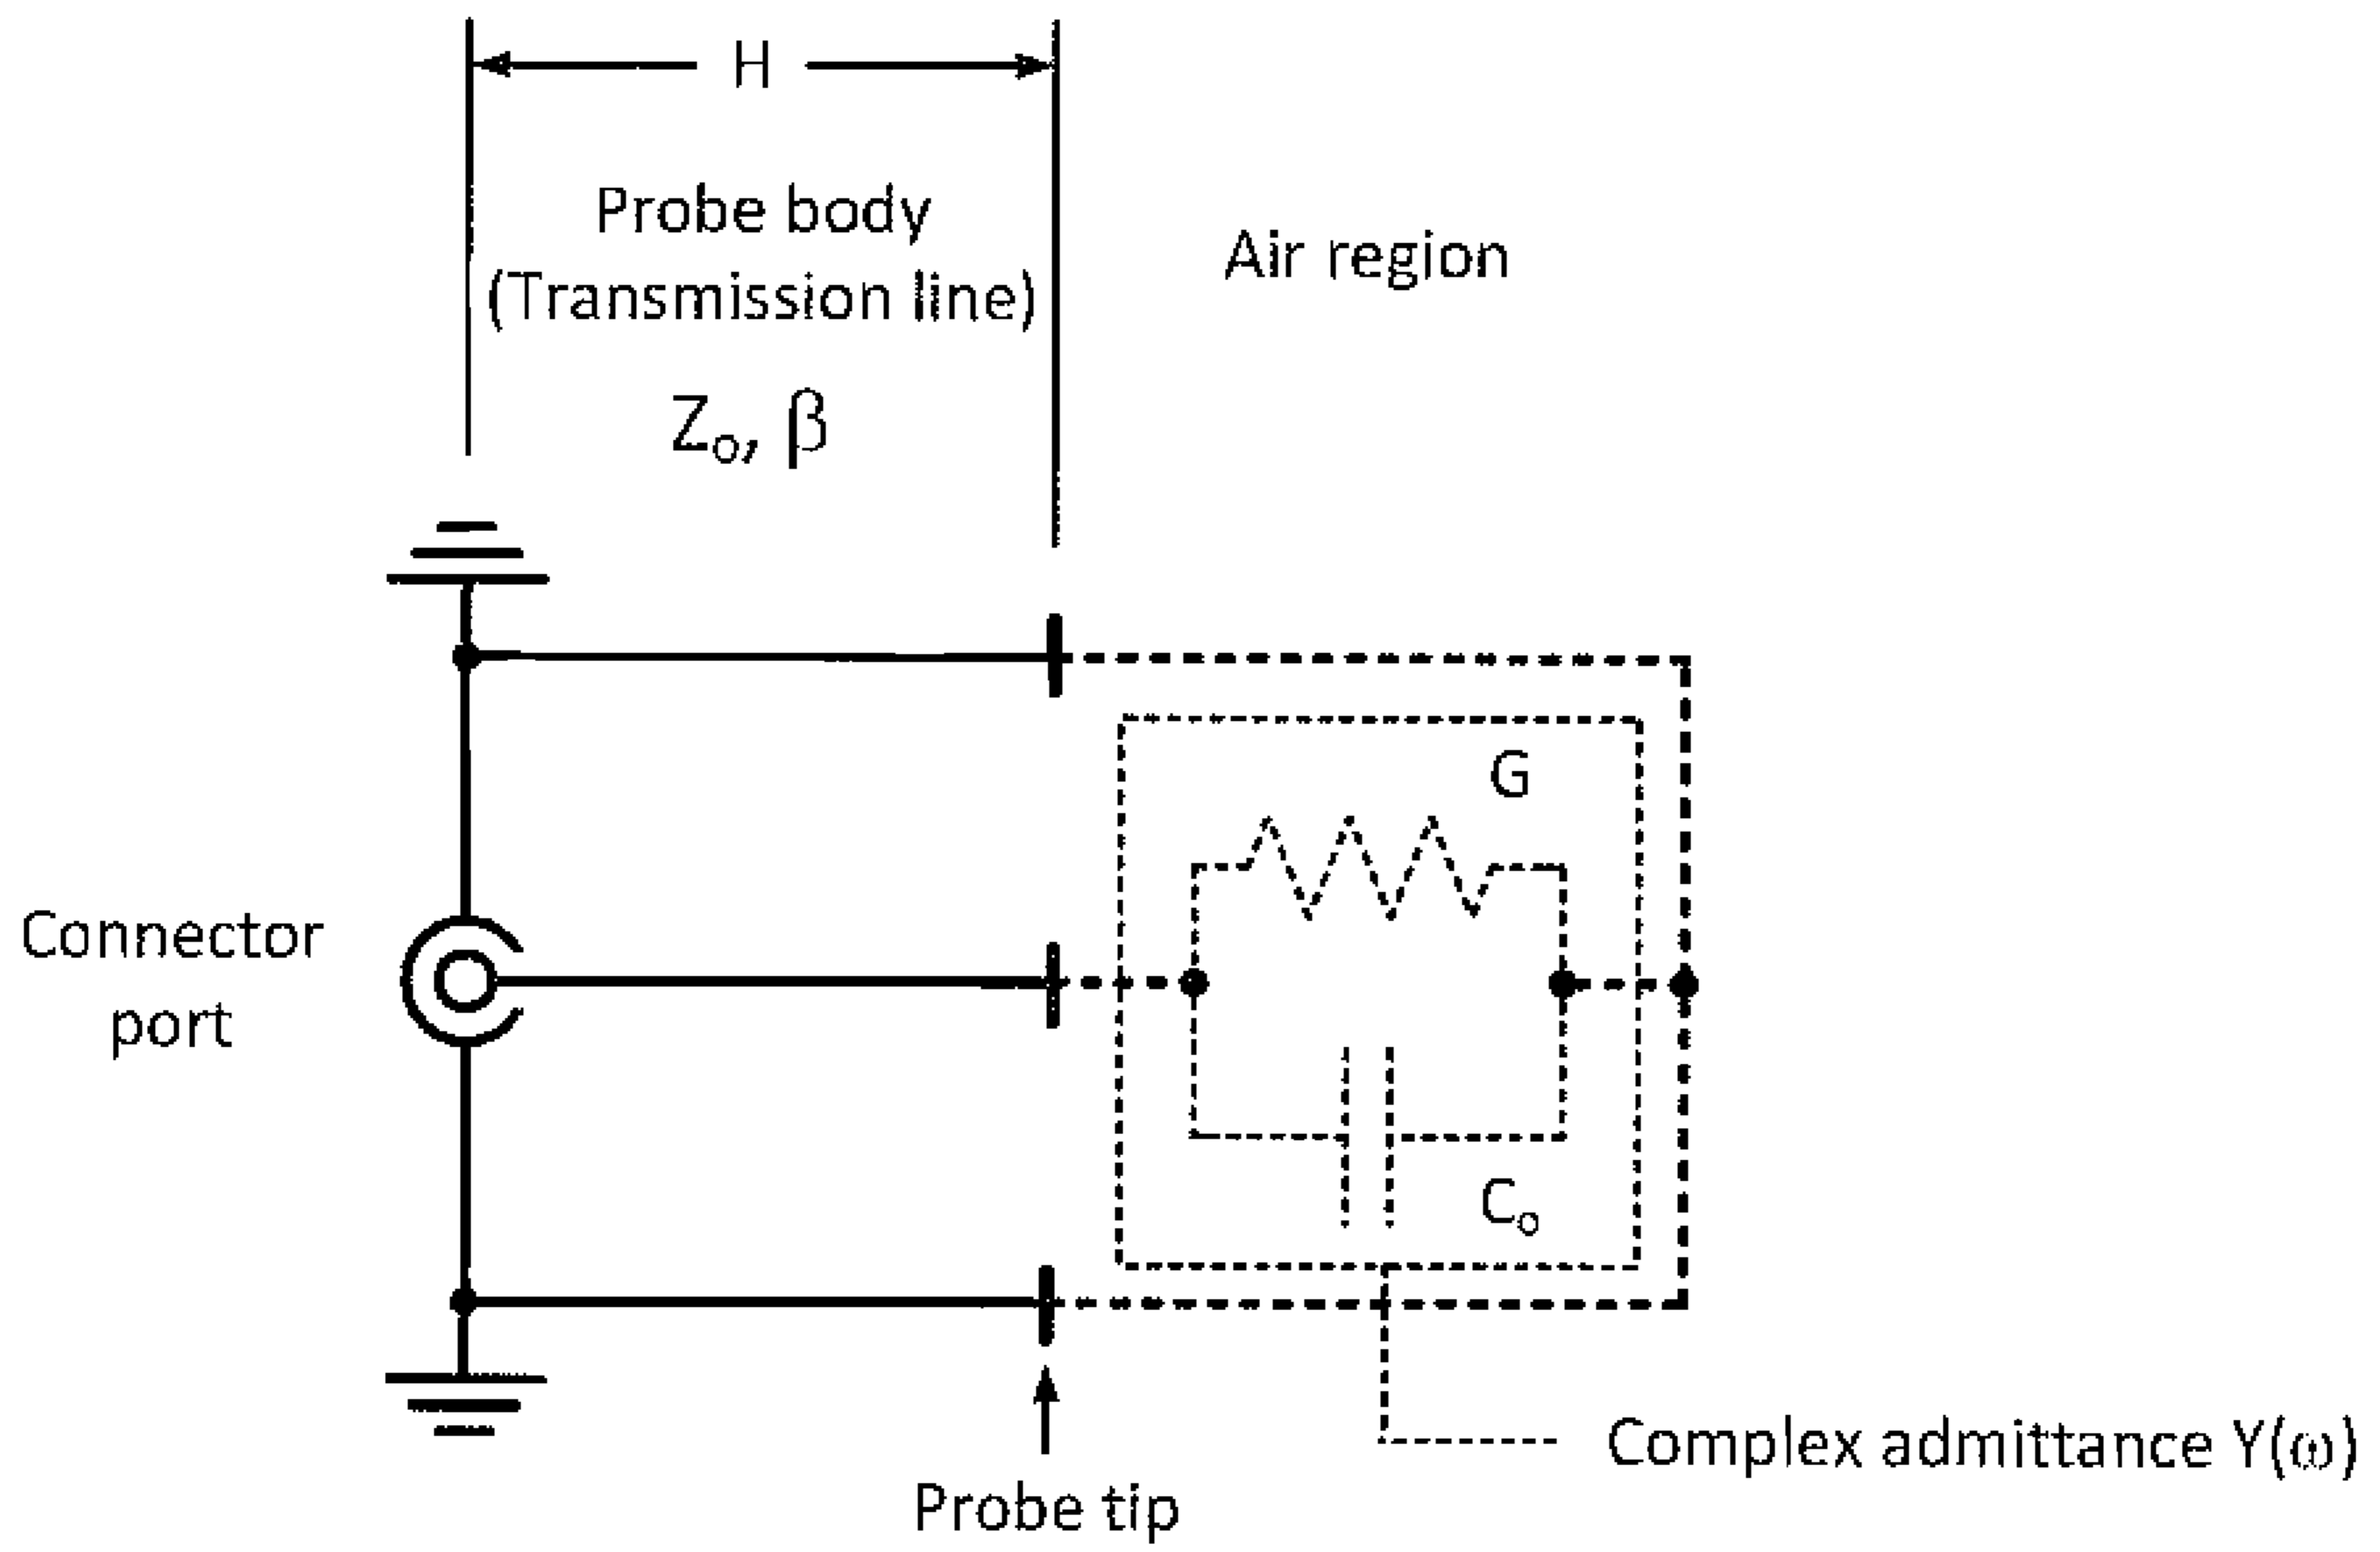 H
Probe body
(Transmission line)
Zₒ, β
Air region
G
Connector
port
Cₒ
Complex admittance Y(ω)
Probe tip